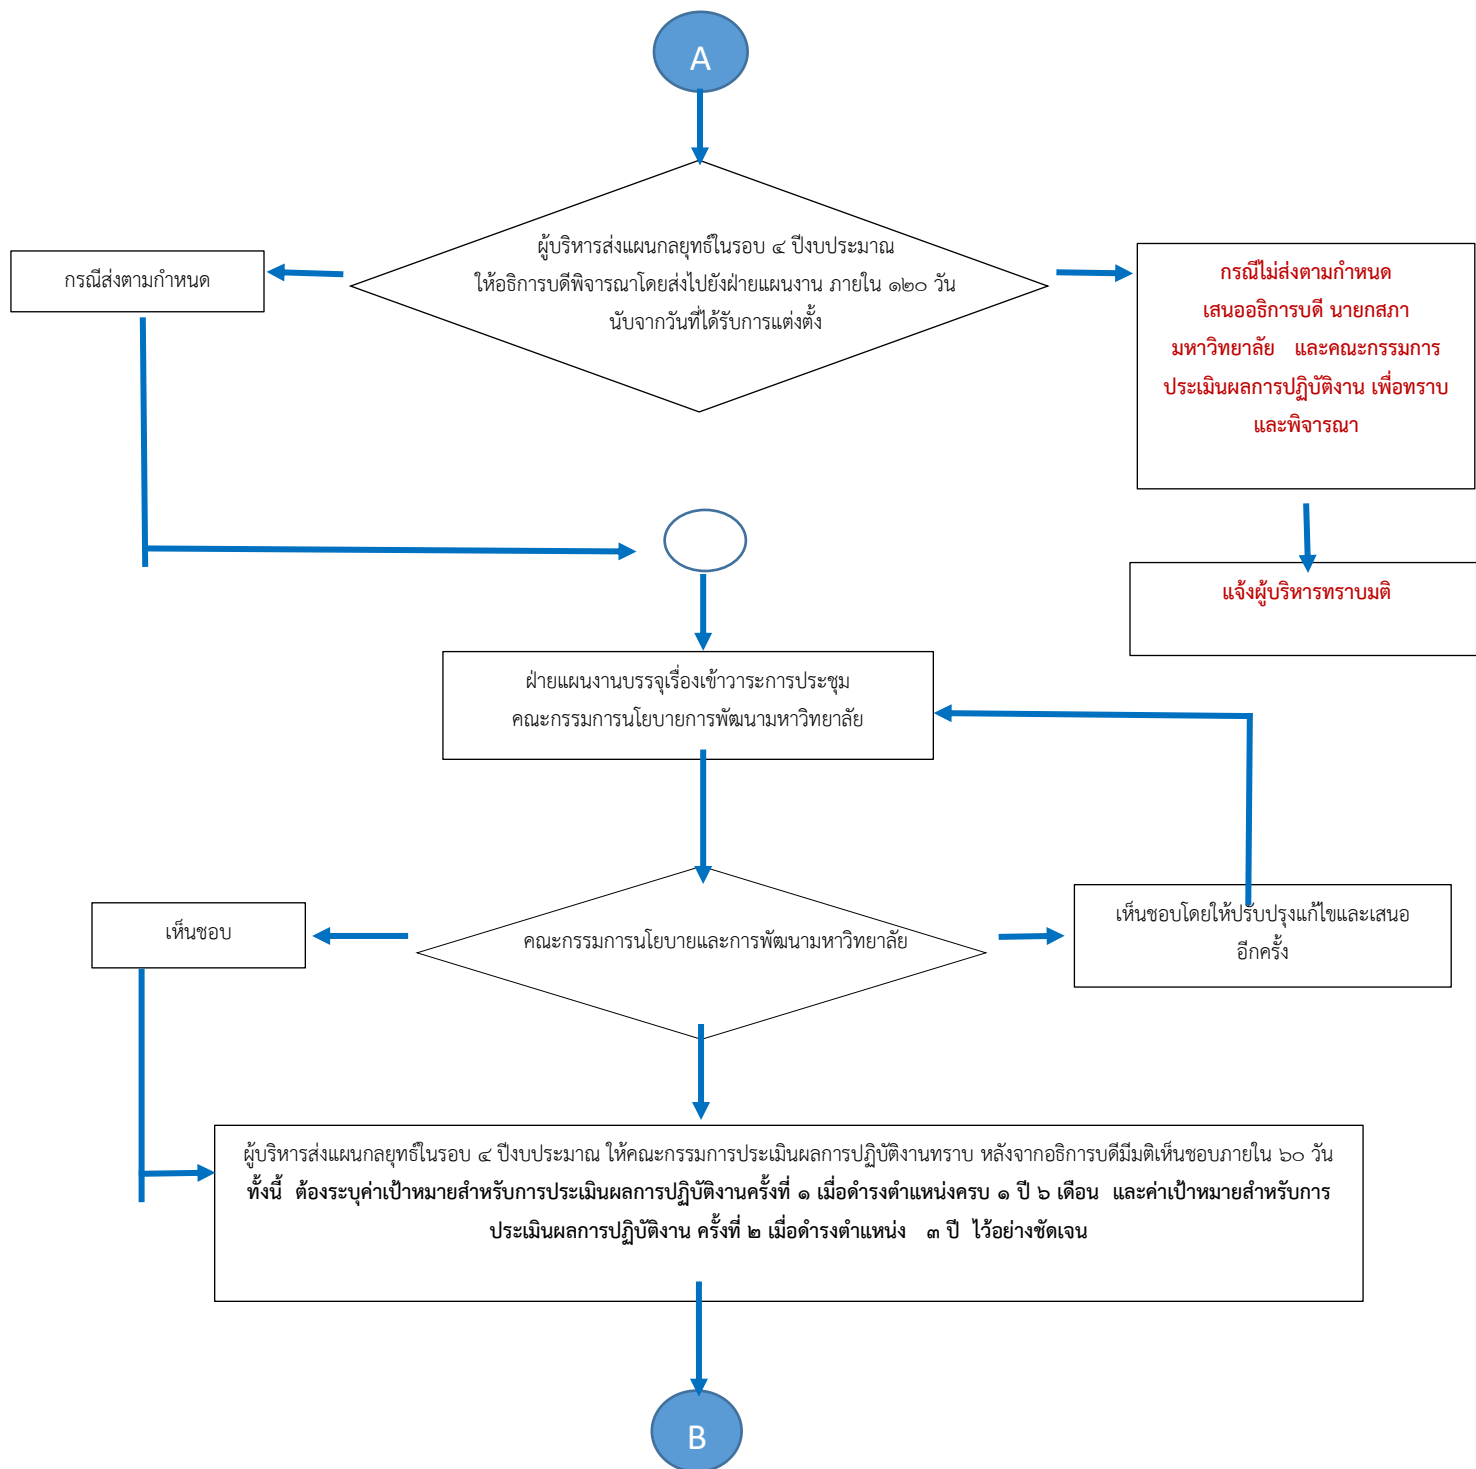 A
ผู้บริหารส่งแผนกลยุทธ์ในรอบ ๔ ปีงบประมาณ
ให้อธิการบดีพิจารณาโดยส่งไปยังฝ่ายแผนงาน ภายใน ๑๒๐ วัน
นับจากวันที่ได้รับการแต่งตั้ง
กรณีส่งตามกำหนด
กรณีไม่ส่งตามกำหนด
เสนออธิการบดี นายกสภา
มหาวิทยาลัย และคณะกรรมการ
ประเมินผลการปฏิบัติงาน เพื่อทราบ
และพิจารณา
แจ้งผู้บริหารทราบมติ
ฝ่ายแผนงานบรรจุเรื่องเข้าวาระการประชุม
คณะกรรมการนโยบายการพัฒนามหาวิทยาลัย
เห็นชอบ
คณะกรรมการนโยบายและการพัฒนามหาวิทยาลัย
เห็นชอบโดยให้ปรับปรุงแก้ไขและเสนอ
อีกครั้ง
ผู้บริหารส่งแผนกลยุทธ์ในรอบ ๔ ปีงบประมาณ ให้คณะกรรมการประเมินผลการปฏิบัติงานทราบ หลังจากอธิการบดีมีมติเห็นชอบภายใน ๖๐ วัน
ทั้งนี้ ต้องระบุค่าเป้าหมายสำหรับการประเมินผลการปฏิบัติงานครั้งที่ ๑ เมื่อดำรงตำแหน่งครบ ๑ ปี ๖ เดือน และค่าเป้าหมายสำหรับการ
ประเมินผลการปฏิบัติงาน ครั้งที่ ๒ เมื่อดำรงตำแหน่ง ๓ ปี ไว้อย่างชัดเจน
B